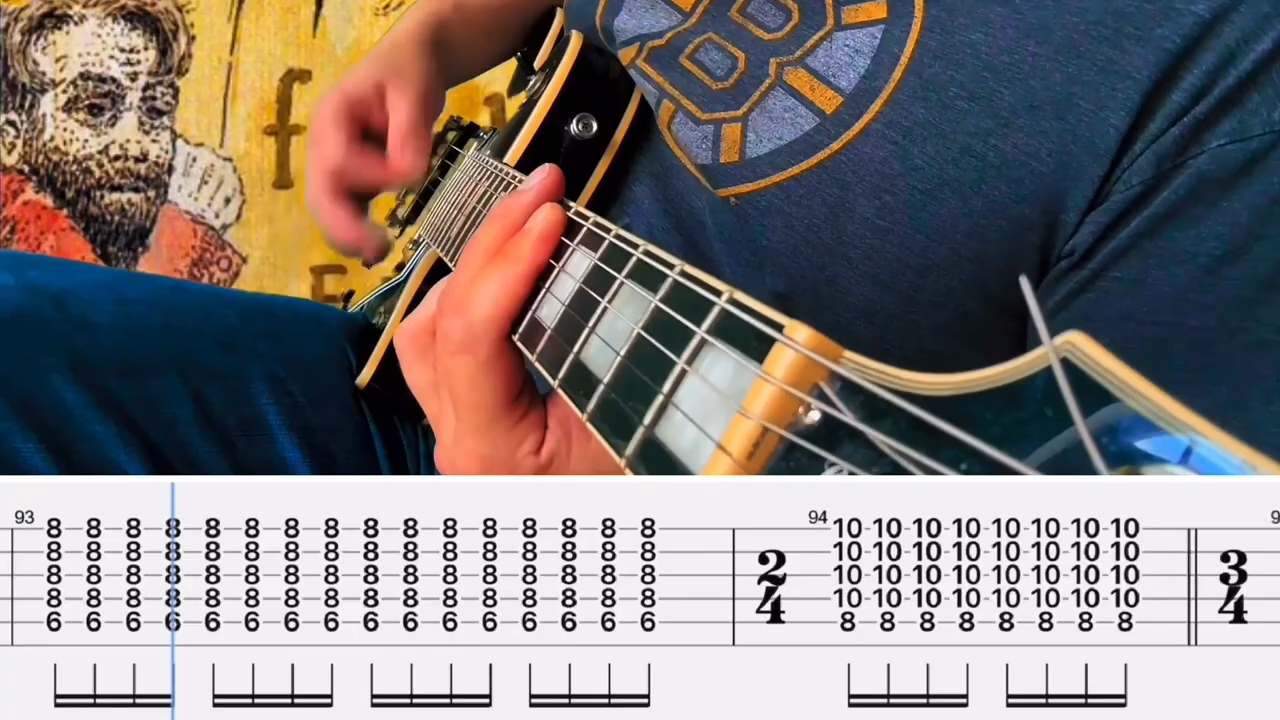 B
f
E
93 8 8 8 8 8 8 8 8 8 8 8 8 8 8 8 8 94 10 10 10 10 10 10 10 10 9
8 8 8 8 8 8 8 8 8 8 8 8 8 8 8 8 2 10 10 10 10 10 10 10 10 3
8 8 8 8 8 8 8 8 8 8 8 8 8 8 8 8 4 10 10 10 10 10 10 10 10 4
8 8 8 8 8 8 8 8 8 8 8 8 8 8 8 8 10 10 10 10 10 10 10 10
6 6 6 6 6 6 6 6 6 6 6 6 6 6 6 6 8 8 8 8 8 8 8 8